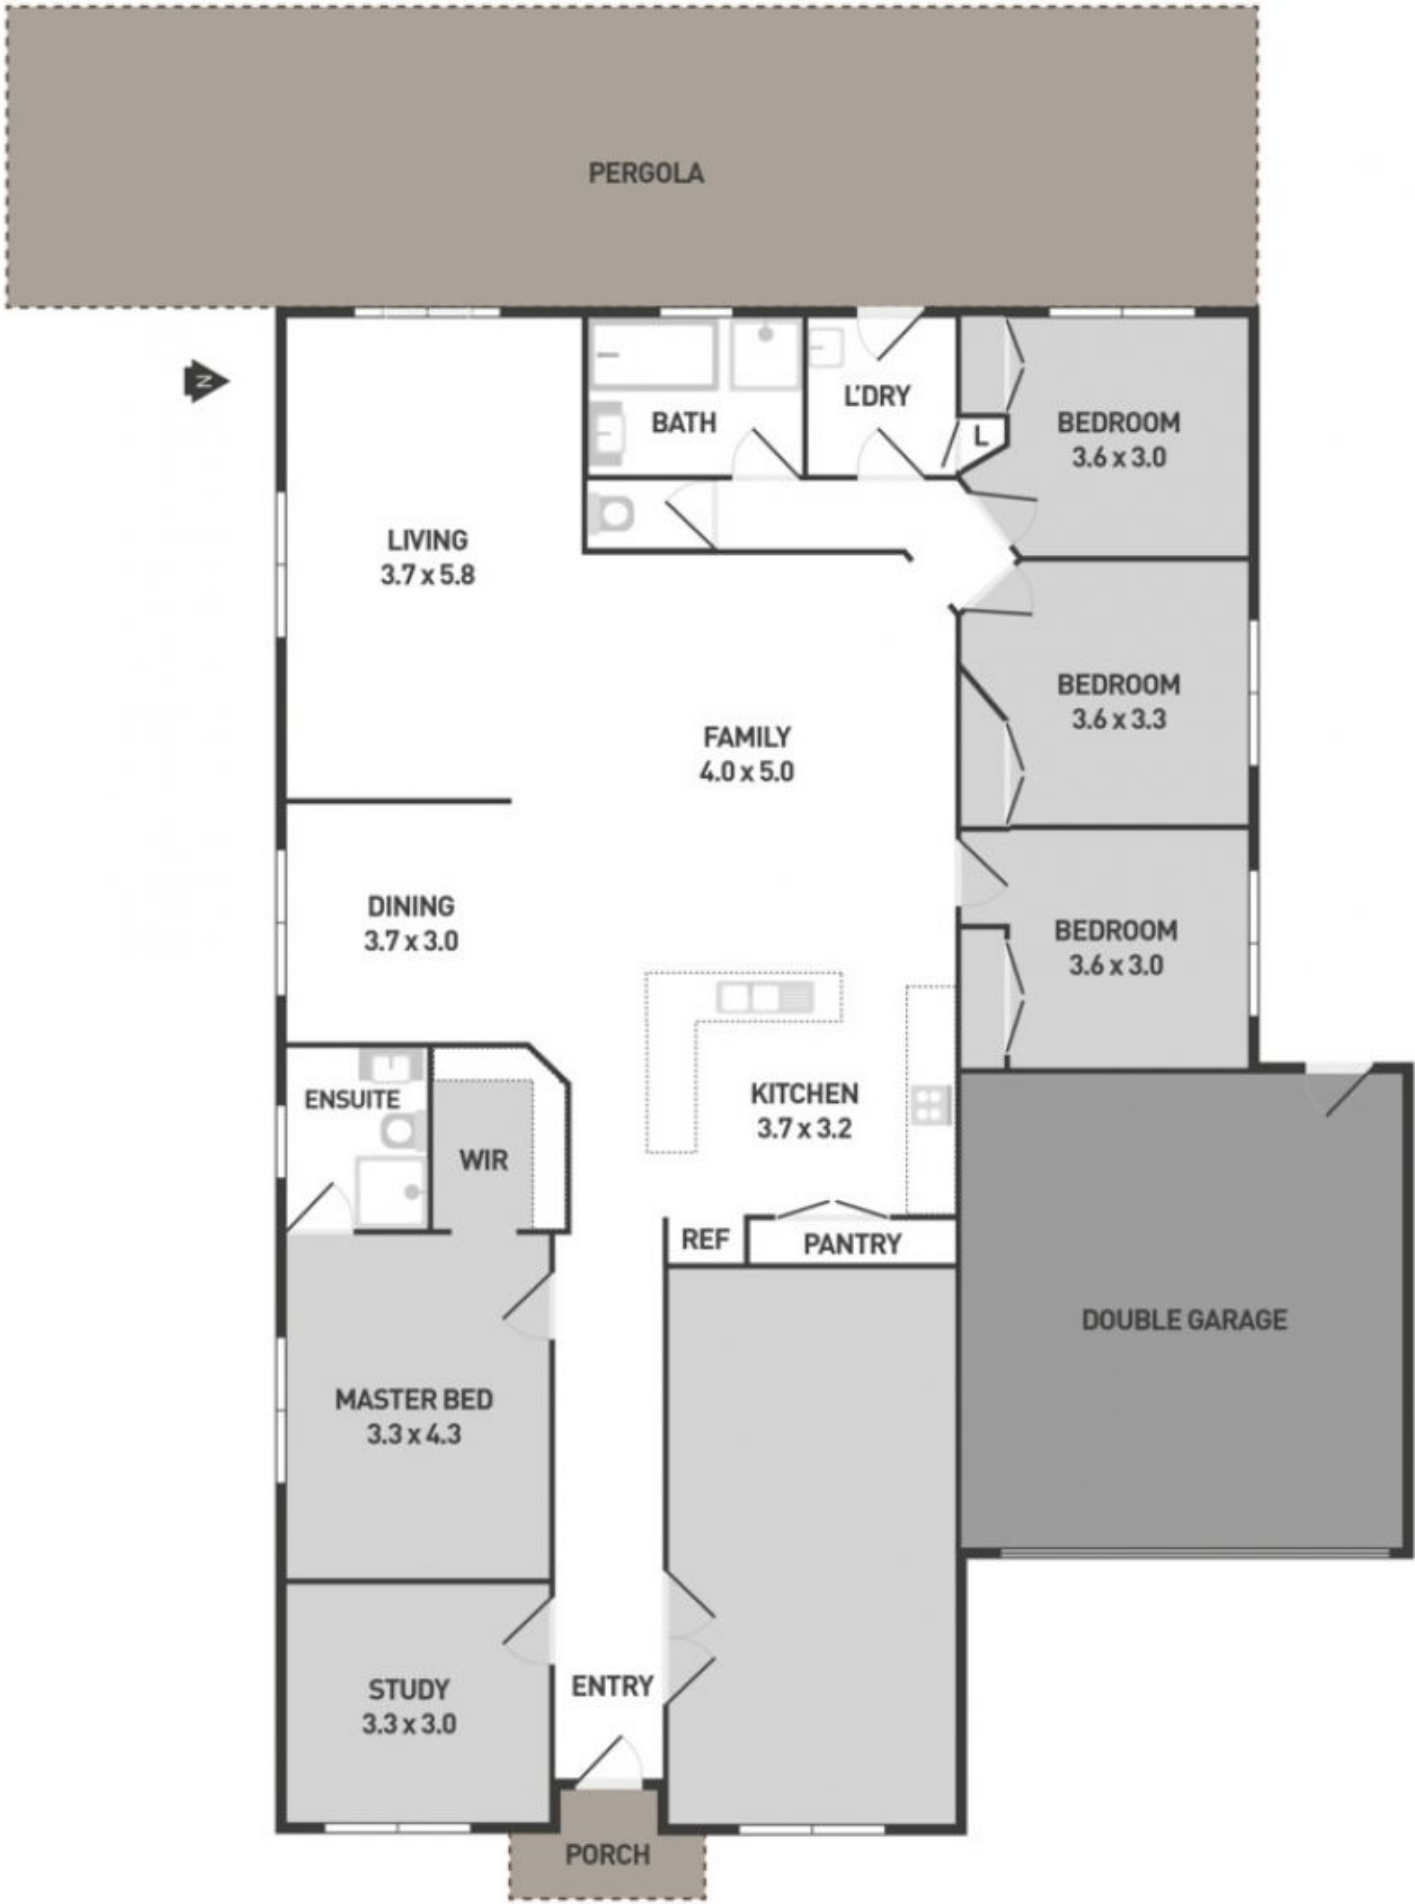 PERGOLA
N
BATH
L'DRY
L
BEDROOM
3.6 x 3.0
LIVING
3.7 x 5.8
BEDROOM
3.6 x 3.3
FAMILY
4.0 x 5.0
DINING
3.7 x 3.0
BEDROOM
3.6 x 3.0
ENSUITE
WIR
KITCHEN
3.7 x 3.2
REF
PANTRY
DOUBLE GARAGE
MASTER BED
3.3 x 4.3
STUDY
3.3 x 3.0
ENTRY
PORCH